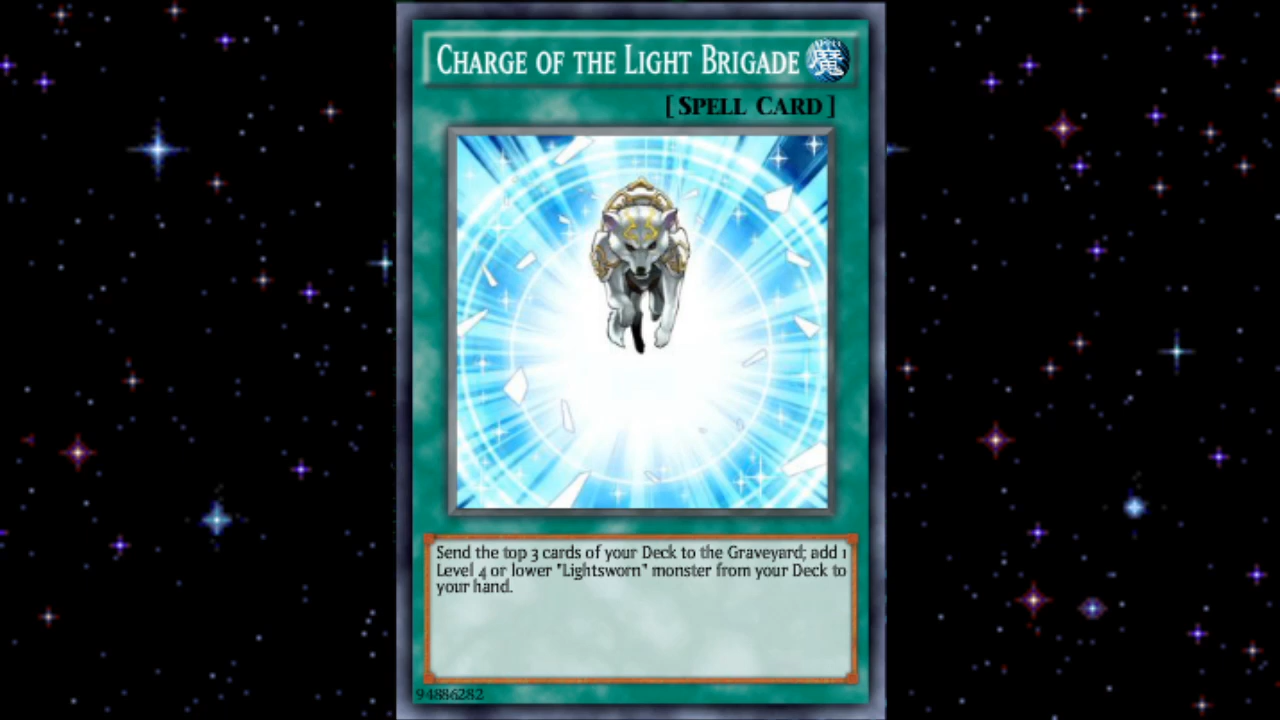 CHARGE OF THE LIGHT BRIGADE 魔
[ SPELL CARD ]
Send the top 3 cards of your Deck to the Graveyard; add 1
Level 4 or lower "Lightsworn" monster from your Deck to
your hand.
94886282